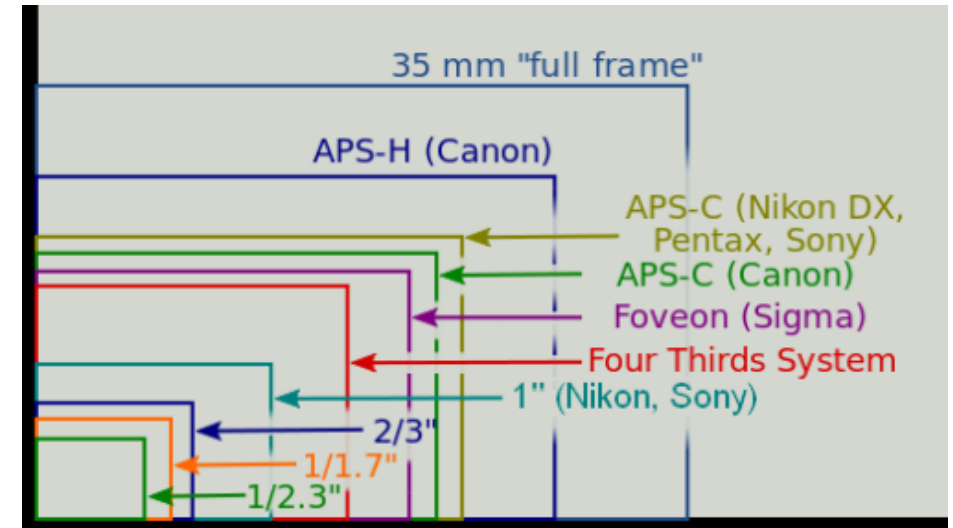 35 mm "full frame"
APS-H (Canon)
APS-C (Nikon DX,
Pentax, Sony)
APS-C (Canon)
Foveon (Sigma)
Four Thirds System
1" (Nikon, Sony)
2/3"
1/1.7"
1/2.3"